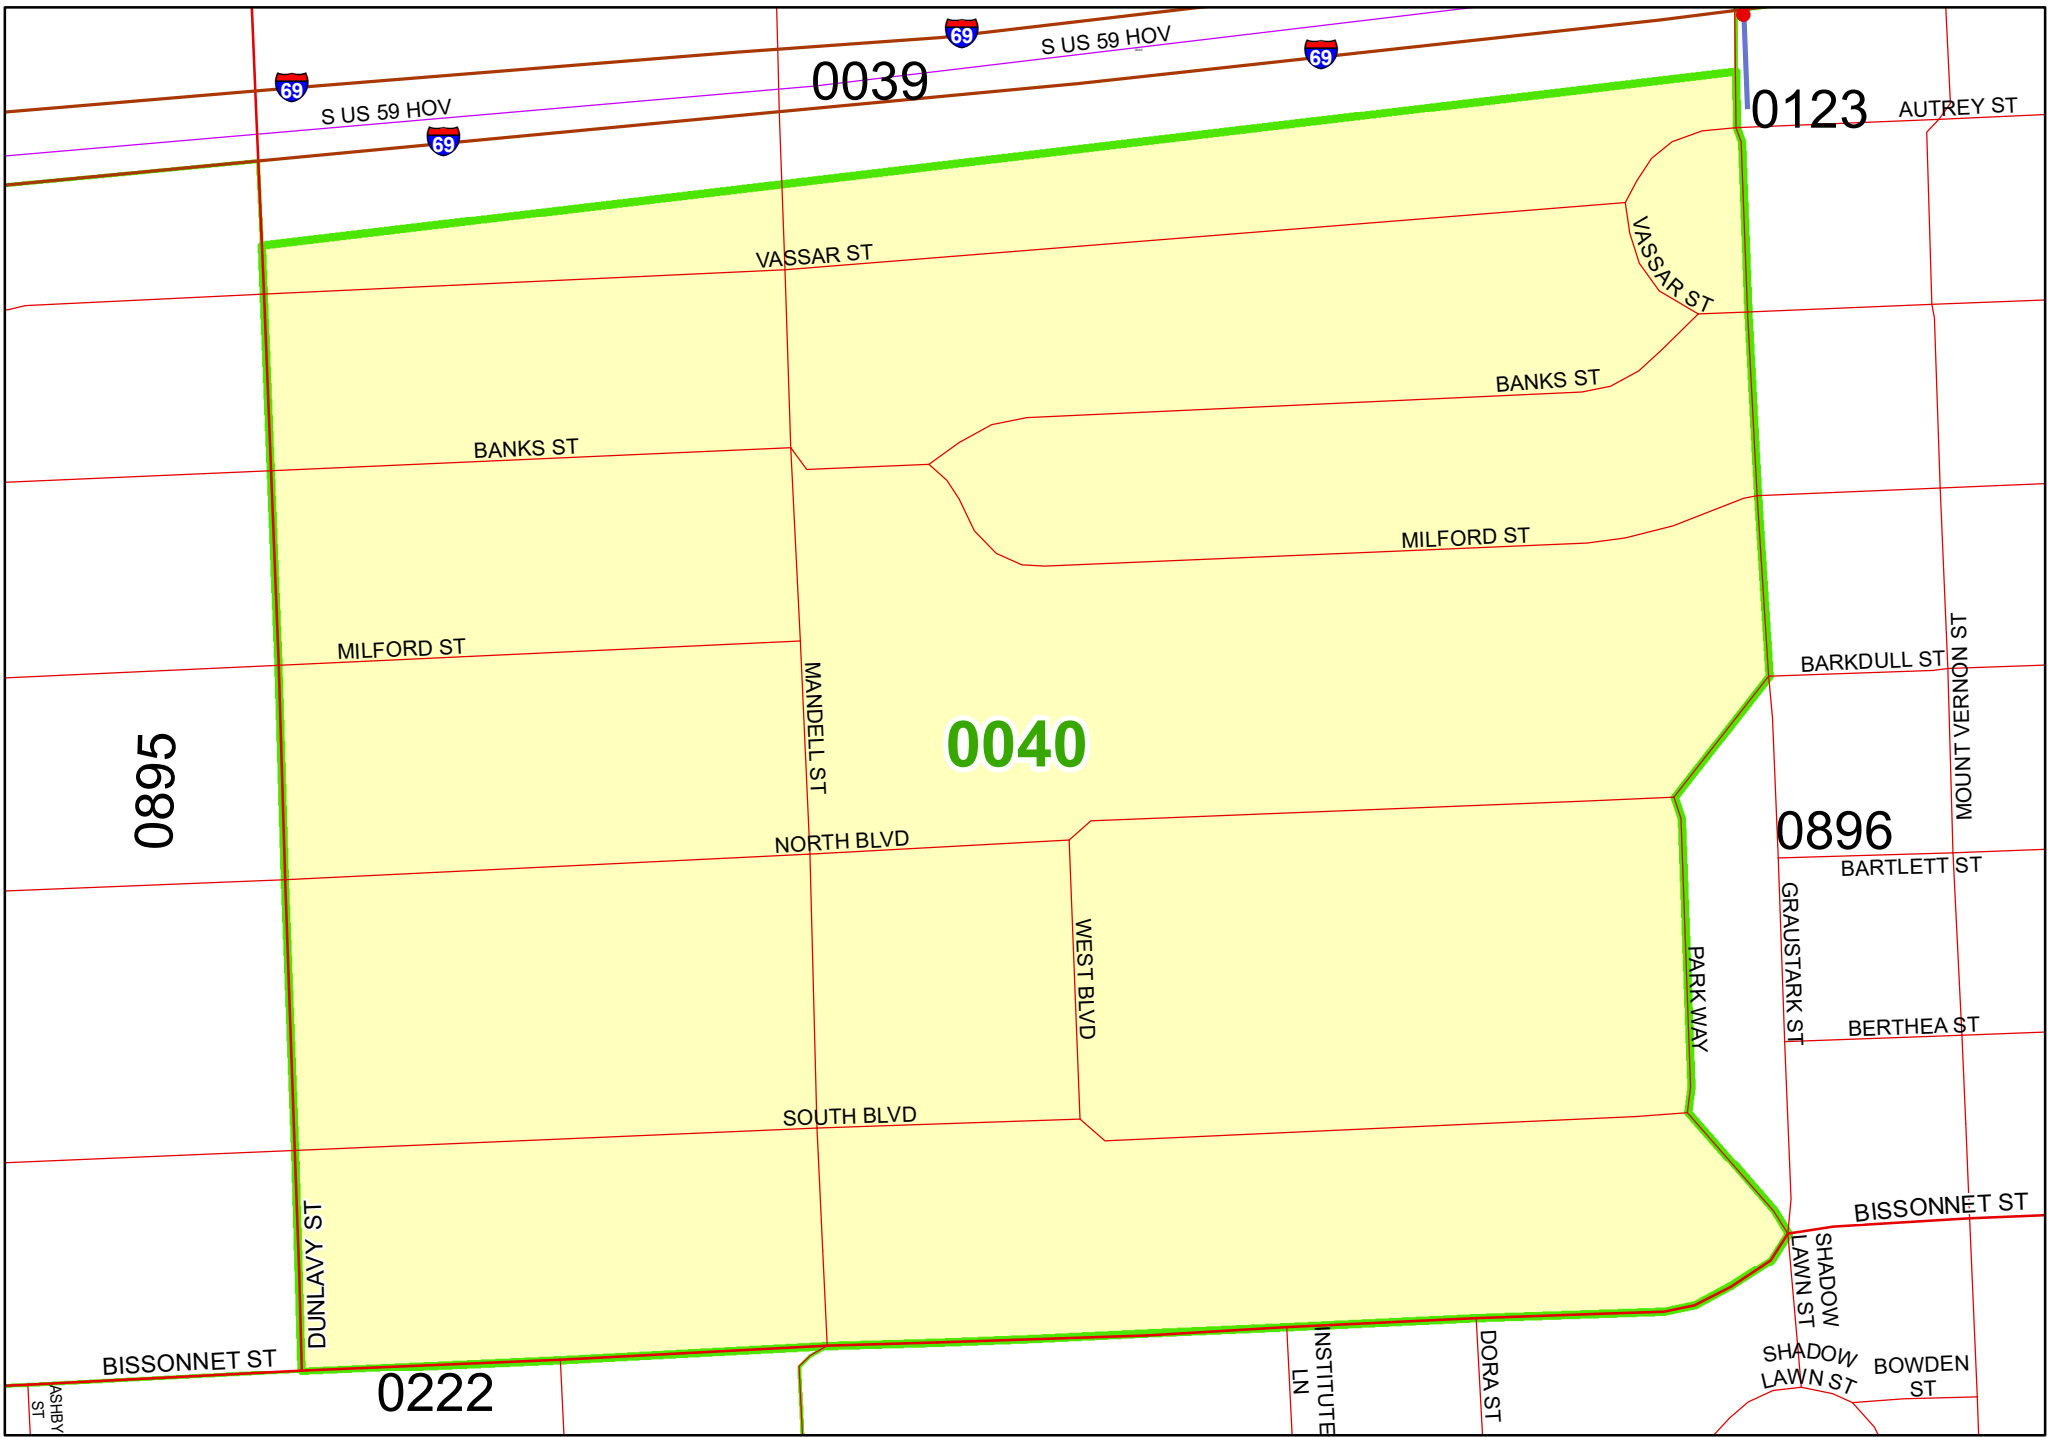 69
S US 59 HOV
69
0039
S US 59 HOV
69
69
0123
AUTREY ST
VASSAR ST
VASSAR ST
BANKS ST
BANKS ST
MILFORD ST
MILFORD ST
MANDELL ST
BARKDULL ST
MOUNT VERNON ST
0040
0895
0896
NORTH BLVD
BARTLETT ST
GRAUSTARK ST
WEST BLVD
PARKWAY
BERTHEA ST
SOUTH BLVD
DUNLAVY ST
BISSONNET ST
SHADOW
LAWN ST
BISSONNET ST
0222
ASHBY
ST
INSTITUTE
LN
DORA ST
SHADOW
LAWN ST
BOWDEN
ST